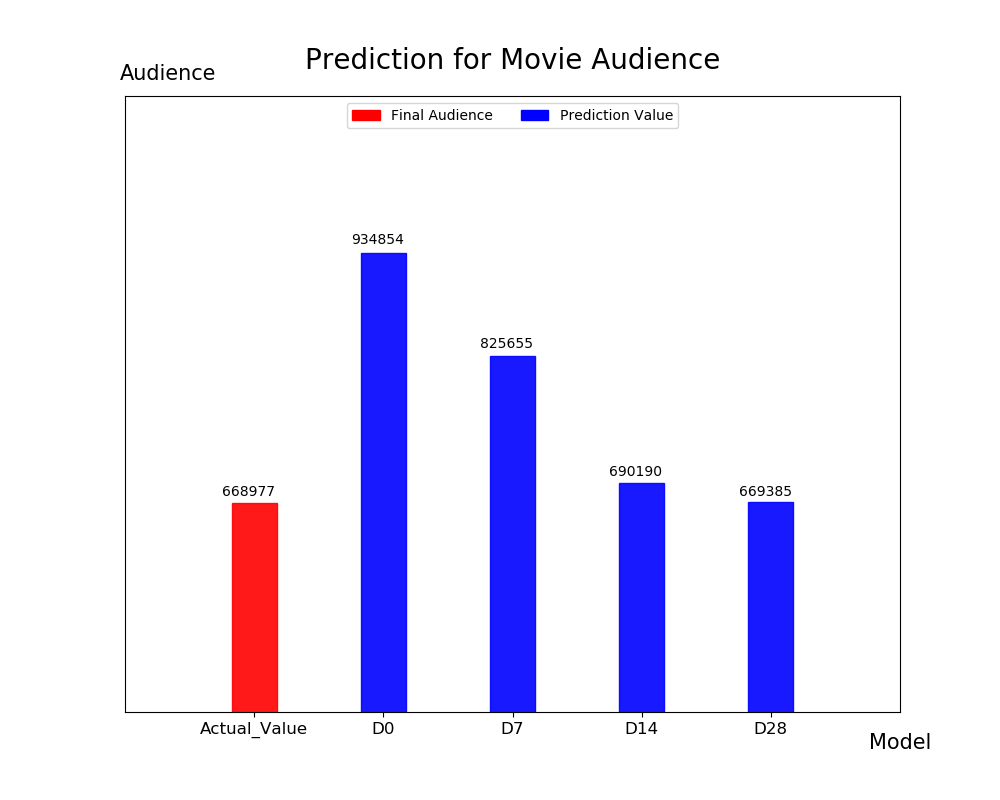 Prediction for Movie Audience
Audience
Final Audience Prediction Value
934854
825655
690190
668977
669385
Actual_Value D0 D7 D14 D28
Model